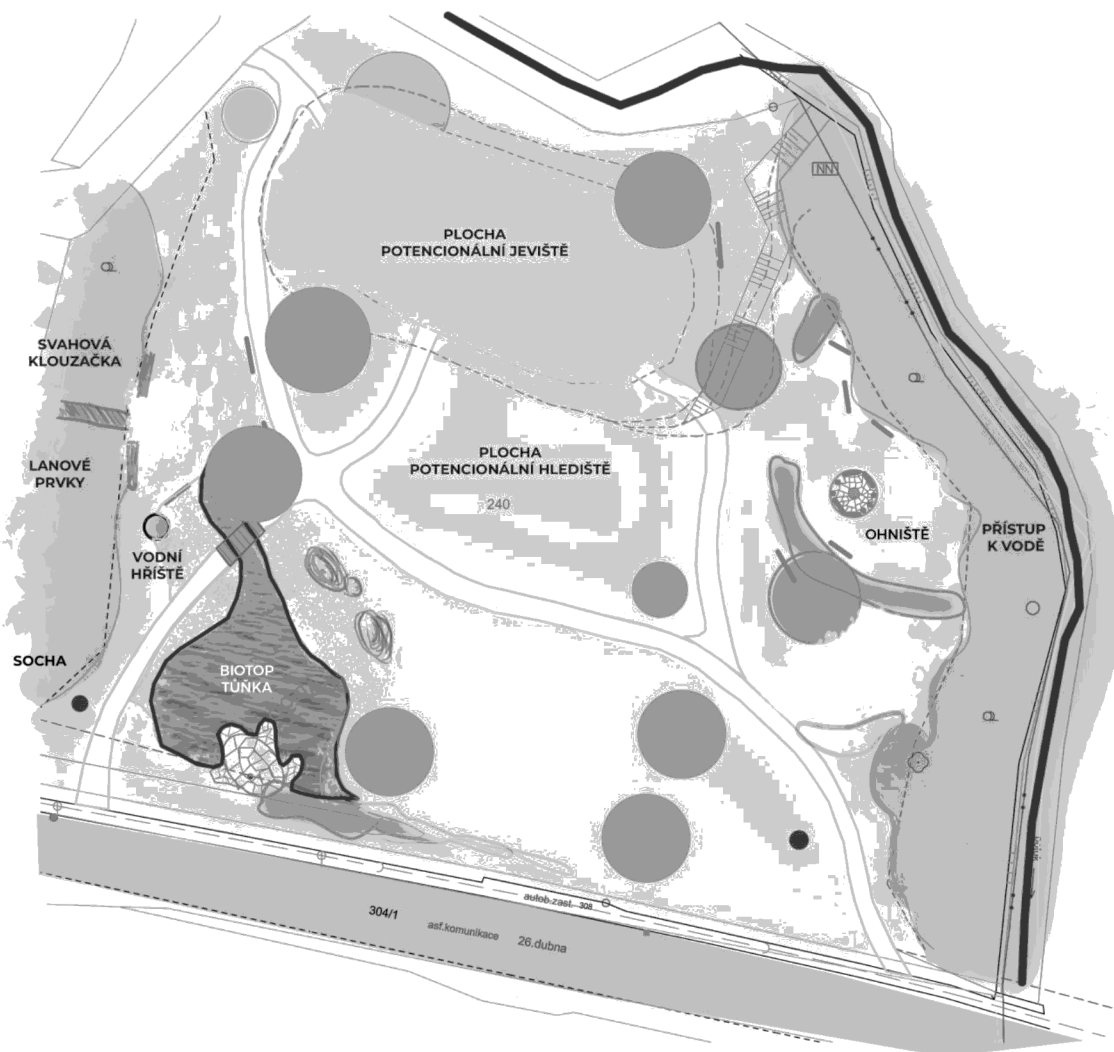 NN
PLOCHA
POTENCIONÁLNÍ JEVIŠTĚ
SVAHOVÁ
KLOUZAČKA
PLOCHA
POTENCIONÁLNÍ HLEDIŠTĚ
LANOVÉ
PRVKY
240
OHNIŠTĚ
PŘÍSTUP
K VODĚ
VODNÍ
HŘIŠTĚ
SOCHA
BIOTOP
TŮŇKA
autob.zast. 308
304/1
asf.komunikace 26.dubna